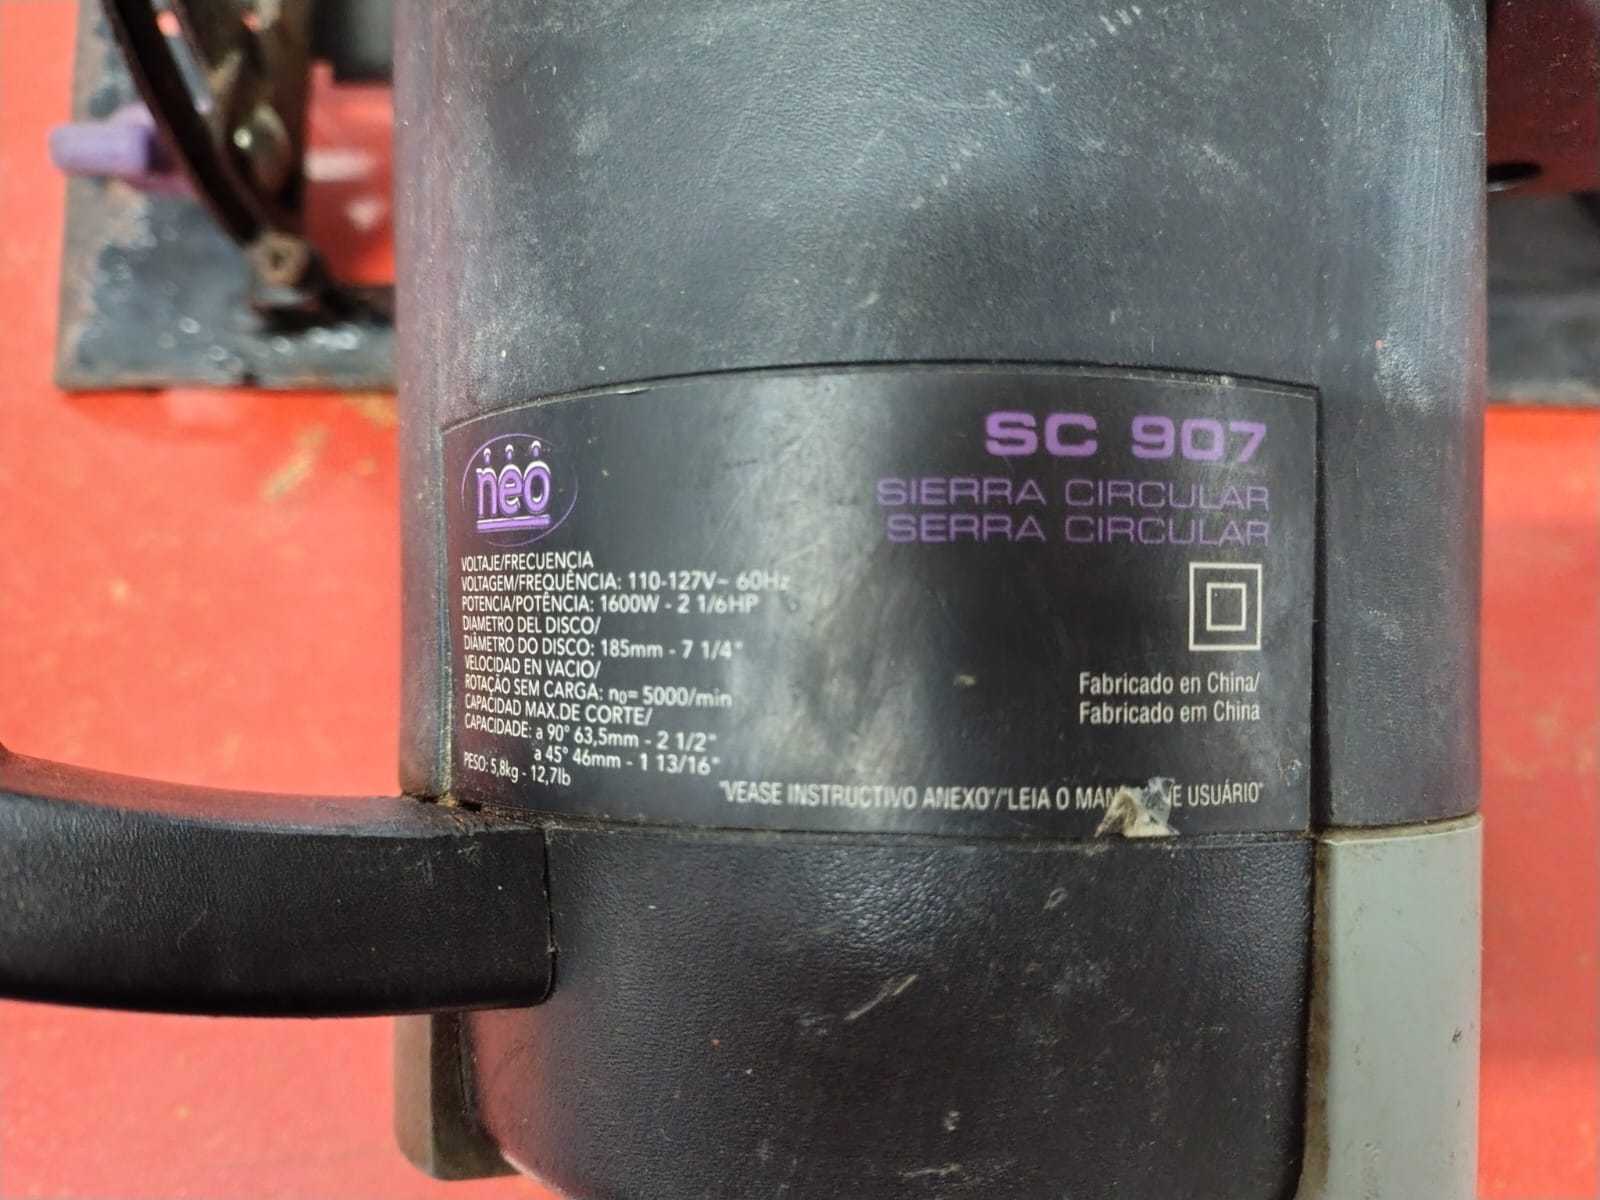 neo
SC 907
SIERRA CIRCULAR
SERRA CIRCULAR
VOLTAJE/FRECUENCIA
VOLTAGEM/FREQUÊNCIA: 110-127V~ 60Hz
POTENCIA/POTÊNCIA: 1600W - 2 1/6HP
DIAMETRO DEL DISCO/
DIÂMETRO DO DISCO: 185mm - 7 1/4"
VELOCIDAD EN VACIO/
ROTAÇÃO SEM CARGA: n0= 5000/min
CAPACIDAD MAX.DE CORTE/
CAPACIDADE: a 90° 63,5mm - 2 1/2"
a 45° 46mm - 1 13/16"
PESO: 5,8kg - 12,7lb
Fabricado en China/
Fabricado em China
"VEASE INSTRUCTIVO ANEXO"/"LEIA O USUÁRIO"